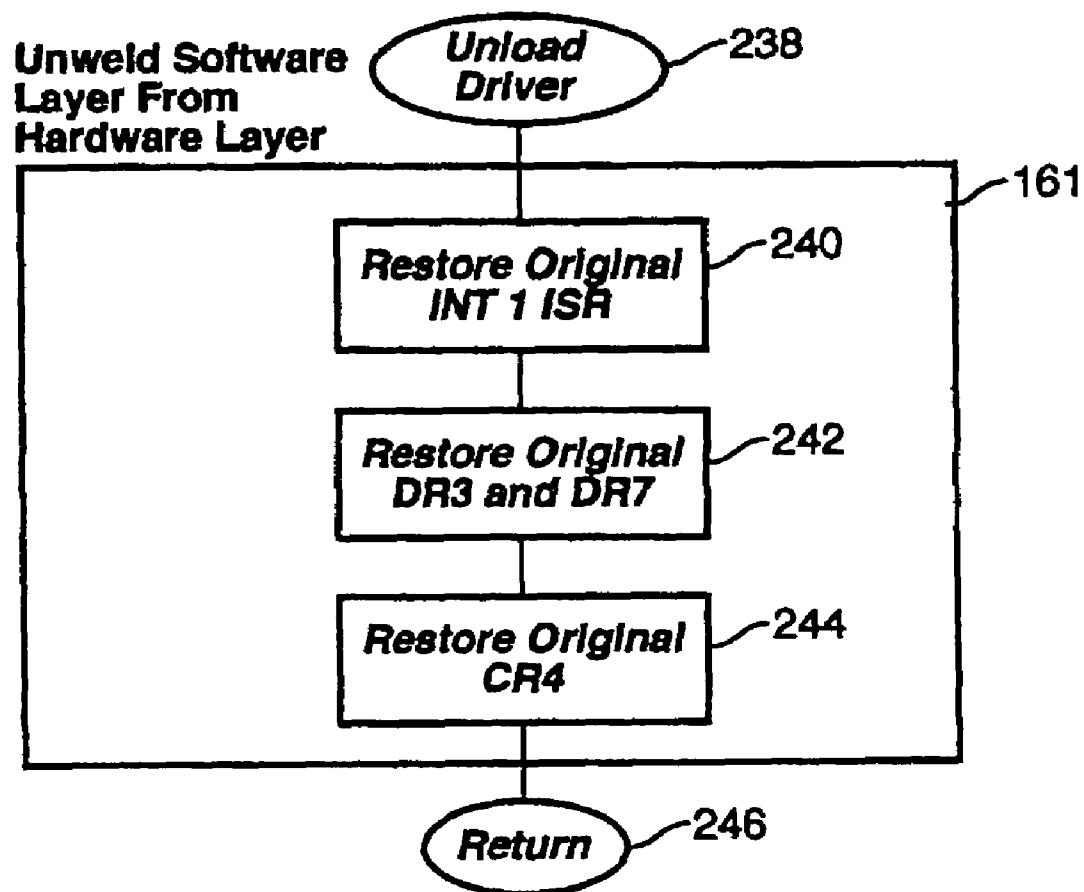 Unload
Driver
238
Unweld Software
Layer From
Hardware Layer
161
Restore Original
INT 1 ISR
240
Restore Original
DR3 and DR7
242
Restore Original
CR4
244
Return
246